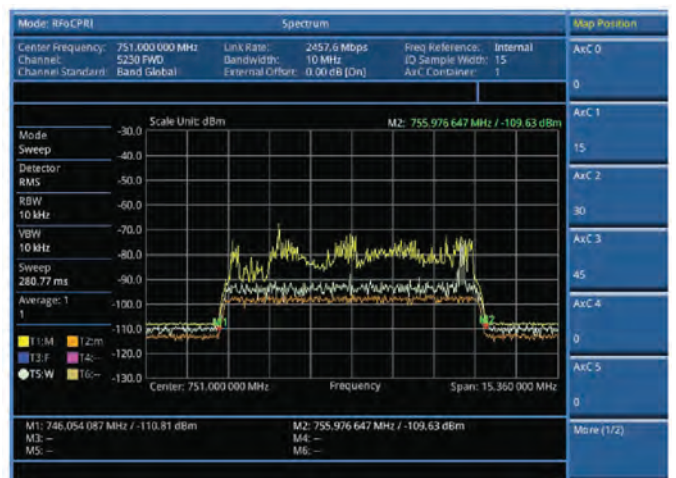 Mode: RFoCPRI
Spectrum
Map Position
Center Frequency: 751.000 000 MHz
Channel: 5230 FWD
Channel Standard: Band Global
Link Rate: 2457.6 Mbps
Bandwidth: 10 MHz
External Offset: 0.00 dB [On]
Freq Reference: Internal
IQ Sample Width: 15
AxC Container: 1
AxC 0
0
AxC 1
15
AxC 2
30
AxC 3
45
AxC 4
0
AxC 5
0
More (1/2)
Mode
Sweep
Detector
RMS
RBW
10 kHz
VBW
10 kHz
Sweep
280.77 ms
Average: 1
1
T1:M T2:m
T3:F T4:--
T5:W T6:--
Scale Unit: dBm
M2: 755.976 647 MHz / -109.63 dBm
-30.0
-40.0
-50.0
-60.0
-70.0
-80.0
-90.0
-100.0
-110.0
-120.0
-130.0
M1
M2
Center: 751.000 000 MHz
Frequency
Span: 15.360 000 MHz
M1: 746.054 087 MHz / -110.81 dBm
M2: 755.976 647 MHz / -109.63 dBm
M3: --
M4: --
M5: --
M6: --